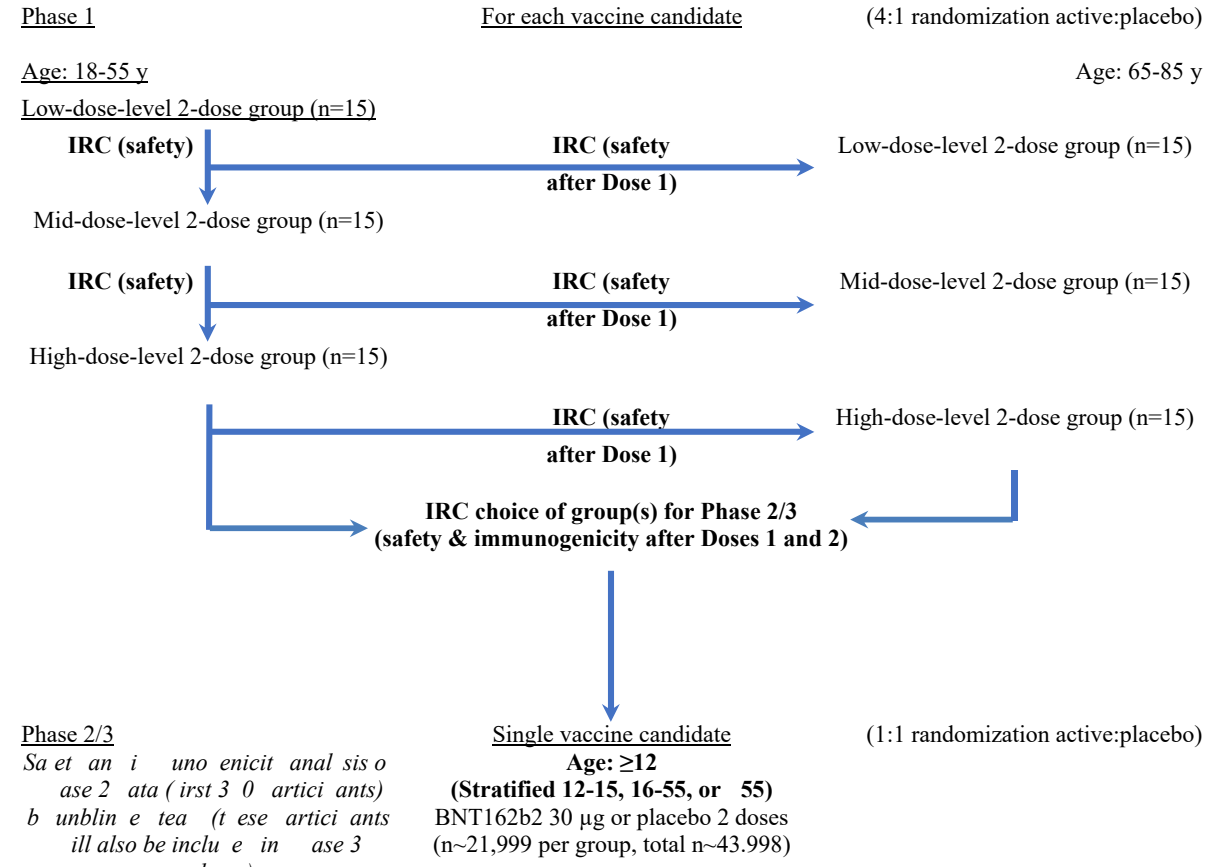 Phase 1 For each vaccine candidate (4:1 randomization active:placebo)
Age: 18-55 y Age: 65-85 y
Low-dose-level 2-dose group (n=15)
IRC (safety) IRC (safety Low-dose-level 2-dose group (n=15)
after Dose 1)
Mid-dose-level 2-dose group (n=15)
IRC (safety) IRC (safety Mid-dose-level 2-dose group (n=15)
after Dose 1)
High-dose-level 2-dose group (n=15)
IRC (safety High-dose-level 2-dose group (n=15)
after Dose 1)
IRC choice of group(s) for Phase 2/3
(safety & immunogenicity after Doses 1 and 2)
Phase 2/3 Single vaccine candidate (1:1 randomization active:placebo)
Age: ≥12
(Stratified 12-15, 16-55, or 55)
BNT162b2 30 µg or placebo 2 doses
also be in
(n~21,999 per group, total n~43.998)